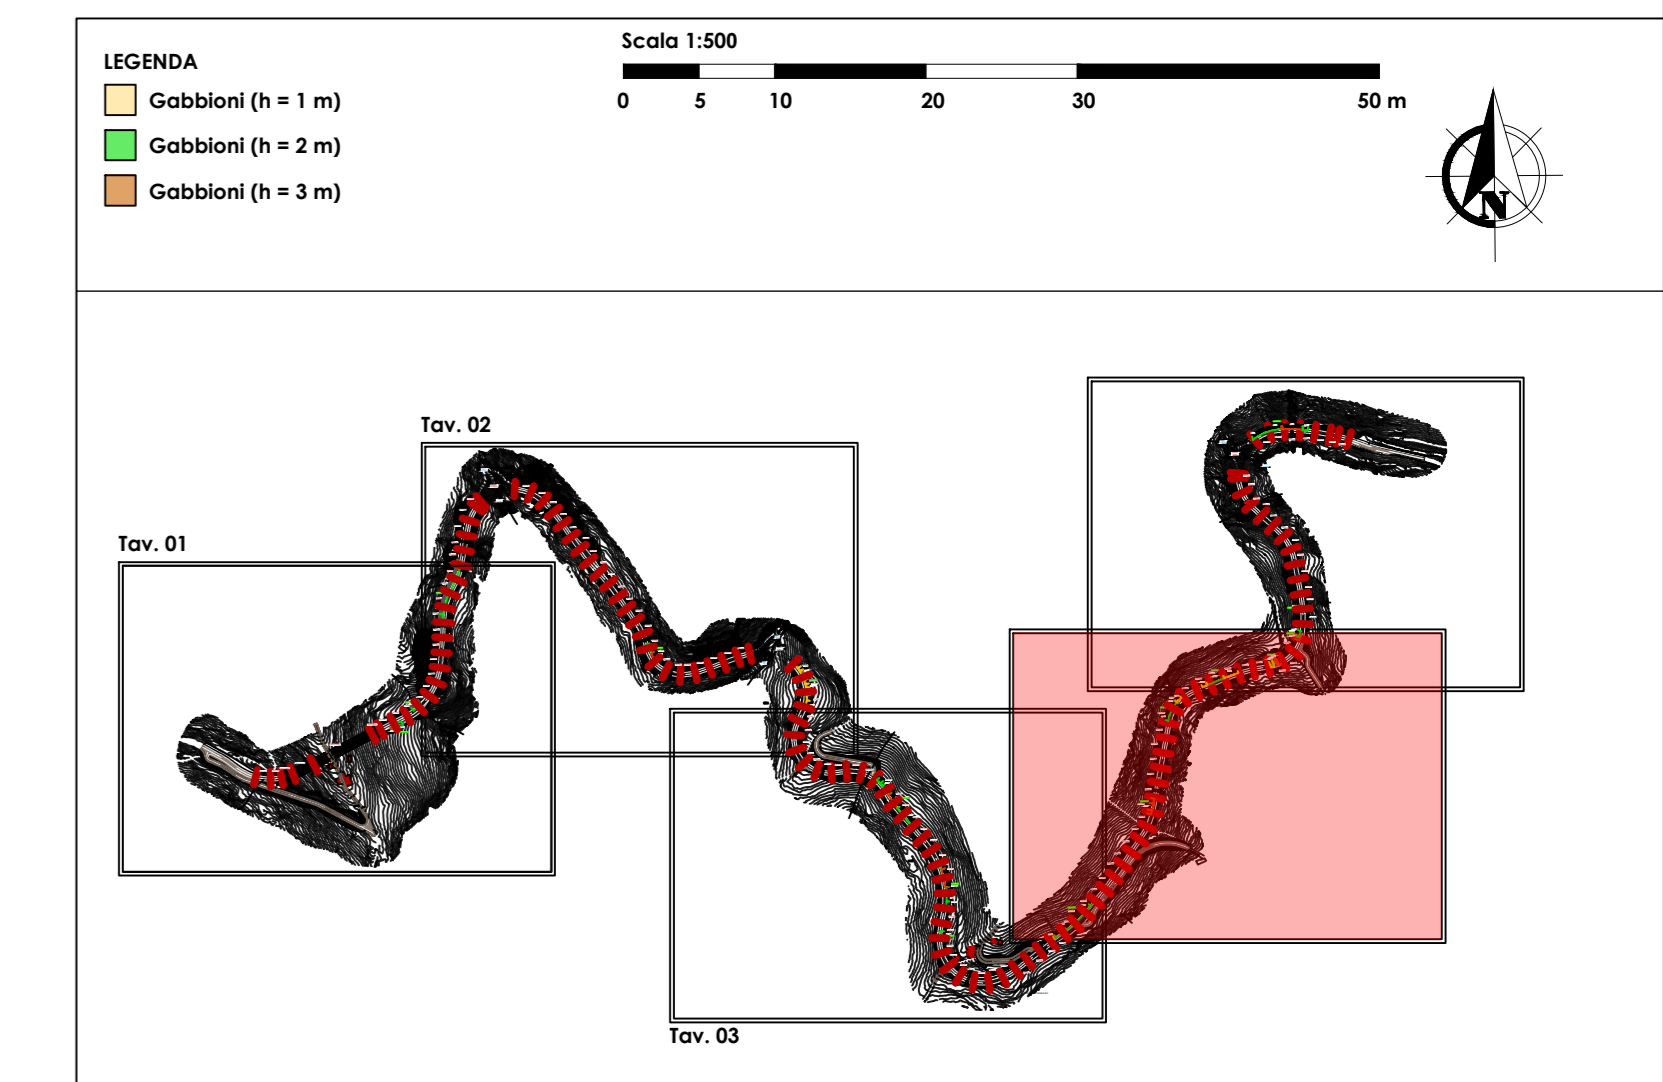 Scala 1:500
LEGENDA
0 5 10 20 30 50 m
Gabbioni (h = 1 m)
Gabbioni (h = 2 m)
Gabbioni (h = 3 m)
N
Tav. 02
Tav. 01
Tav. 03